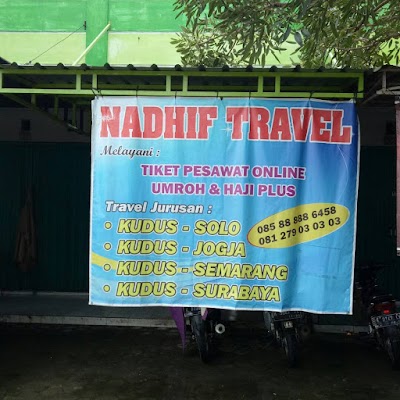 NADHIF TRAVEL
Melayani :
TIKET PESAWAT ONLINE
UMROH & HAJI PLUS
Travel Jurusan :
• KUDUS - SOLO
• KUDUS - JOGJA
• KUDUS - SEMARANG
• KUDUS - SURABAYA
085 88 888 6458
081 279 03 03 03